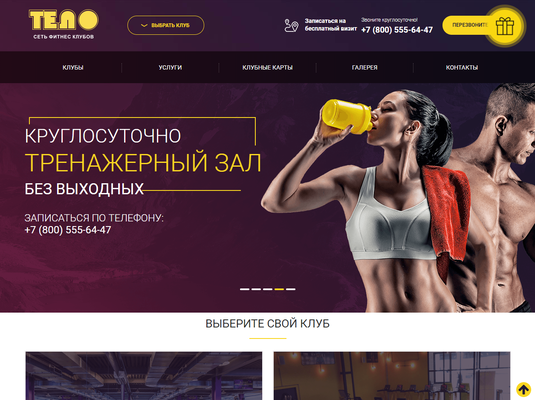 ТЕЛО
СЕТЬ ФИТНЕС КЛУБОВ
ВЫБРАТЬ КЛУБ
Записаться на
бесплатный визит
Звоните круглосуточно!
+7 (800) 555-64-47
ПЕРЕЗВОНИТЕ
КЛУБЫ
УСЛУГИ
КЛУБНЫЕ КАРТЫ
ГАЛЕРЕЯ
КОНТАКТЫ
КРУГЛОСУТОЧНО
ТРЕНАЖЕРНЫЙ ЗАЛ
БЕЗ ВЫХОДНЫХ
ЗАПИСАТЬСЯ ПО ТЕЛЕФОНУ:
+7 (800) 555-64-47
ВЫБЕРИТЕ СВОЙ КЛУБ